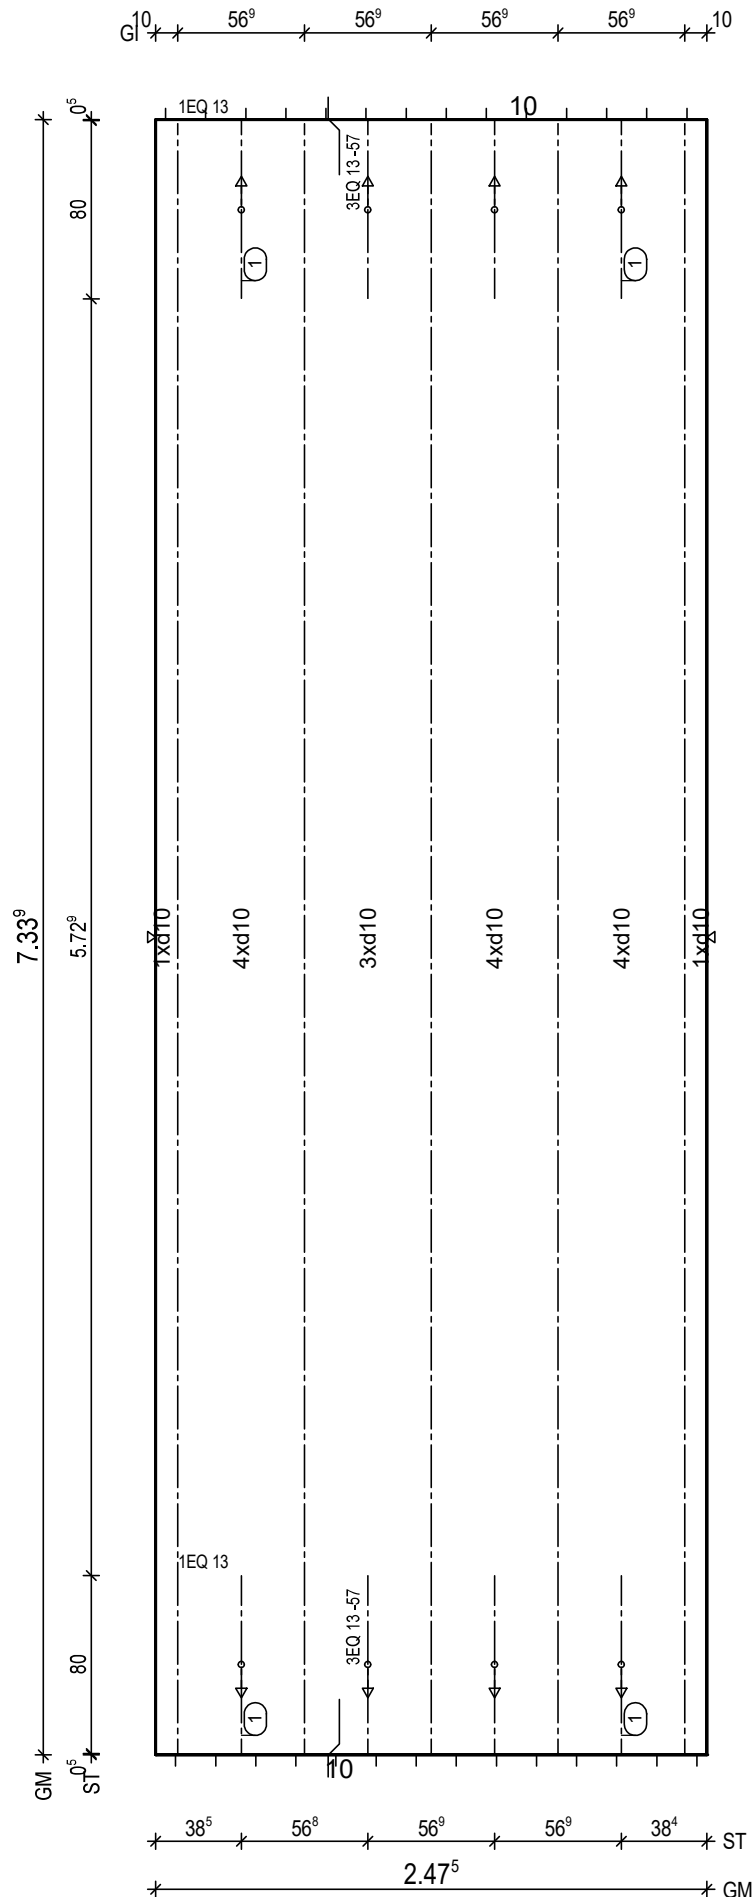 GI 10 56⁹ 56⁹ 56⁹ 56⁹ 10
0⁵
1EQ 13
10
3EQ 13 -57
80
1 1
7.33⁹
5.72⁹
1xd10 4xd10 3xd10 4xd10 4xd10 1xd10
1EQ 13
3EQ 13 -57
80
1 1
0⁵
10
GM ST
38⁵ 56⁸ 56⁹ 56⁹ 38⁴ ST
2.47⁵ GM